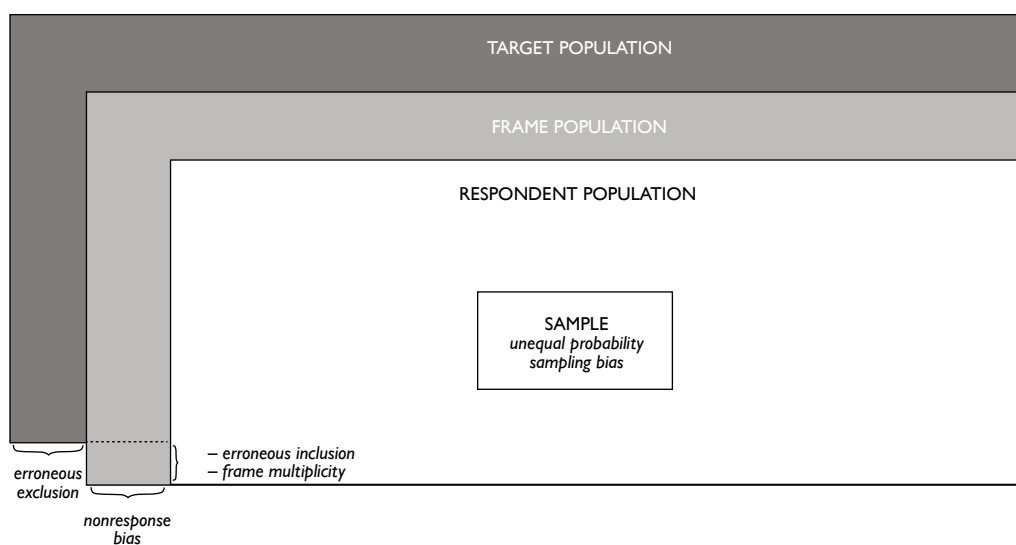 TARGET POPULATION
FRAME POPULATION
RESPONDENT POPULATION
SAMPLE
unequal probability
sampling bias
– erroneous inclusion
– frame multiplicity
erroneous
exclusion
nonresponse
bias